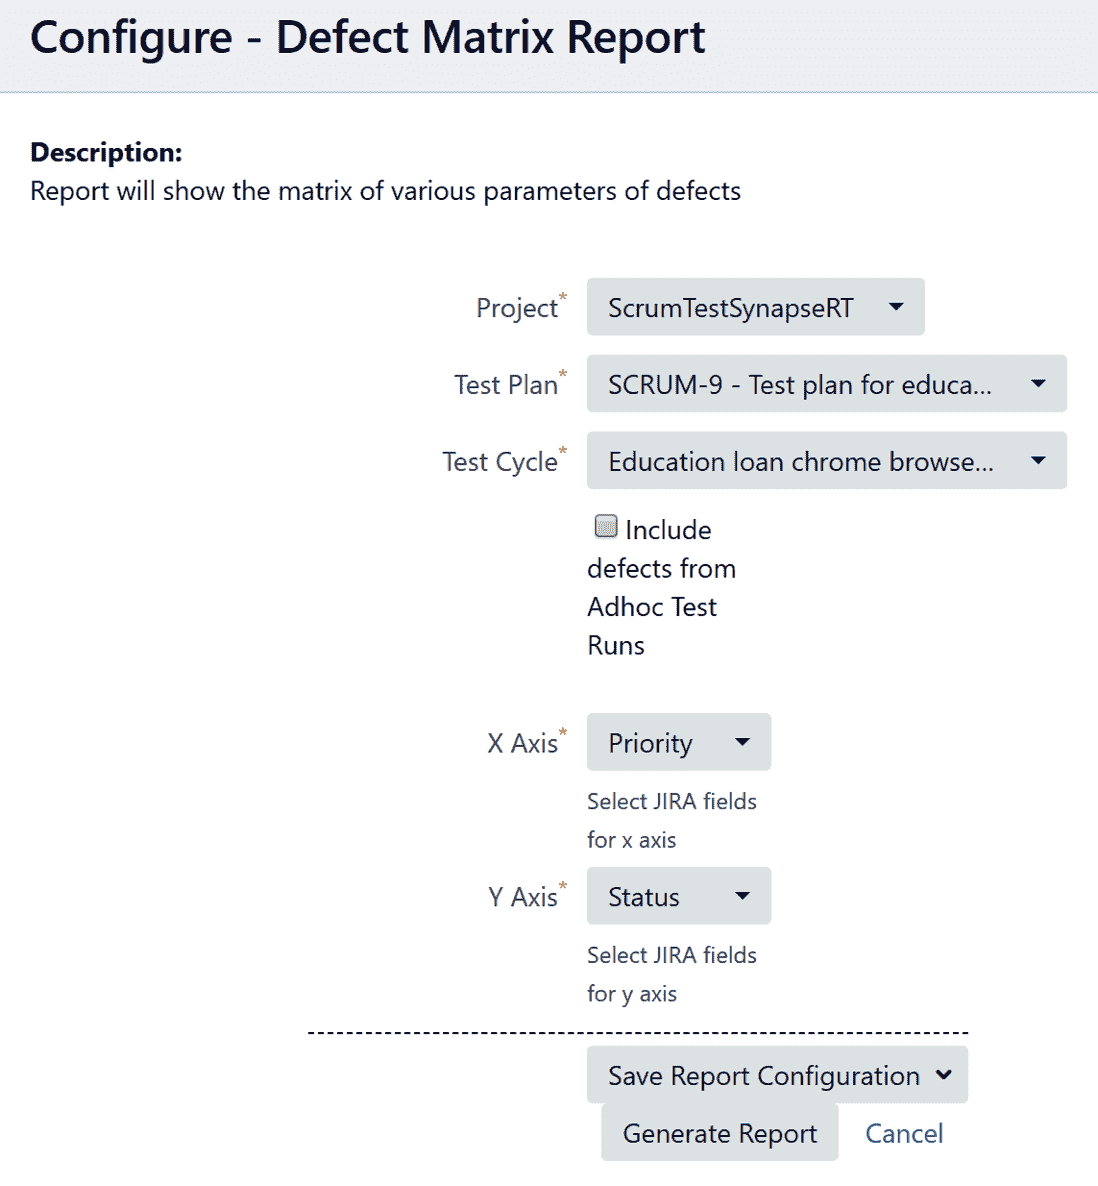 Configure - Defect Matrix Report
Description:
Report will show the matrix of various parameters of defects
Project* ScrumTestSynapseRT
Test Plan* SCRUM-9 - Test plan for educa...
Test Cycle* Education loan chrome browse...
Include
defects from
Adhoc Test
Runs
X Axis* Priority
Select JIRA fields
for x axis
Y Axis* Status
Select JIRA fields
for y axis
Save Report Configuration
Generate Report Cancel